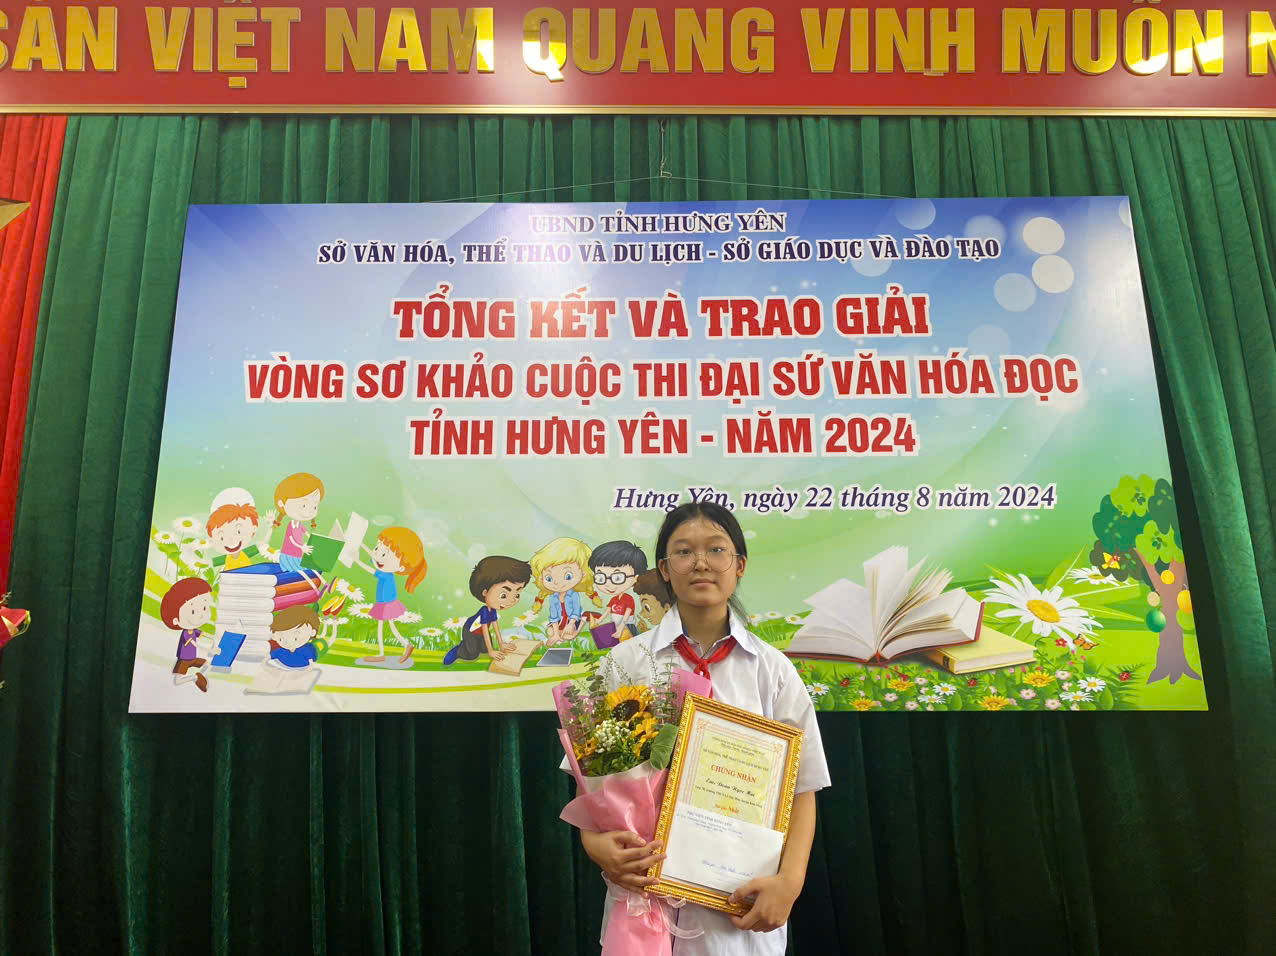 SẢN VIỆT NAM QUANG VINH MUÔN N
UBND TỈNH HƯNG YÊN
SỞ VĂN HÓA, THỂ THAO VÀ DU LỊCH - SỞ GIÁO DỤC VÀ ĐÀO TẠO
TỔNG KẾT VÀ TRAO GIẢI
VÒNG SƠ KHẢO CUỘC THI ĐẠI SỨ VĂN HÓA ĐỌC
TỈNH HƯNG YÊN - NĂM 2024
Hưng Yên, ngày 22 tháng 8 năm 2024
CHỨNG NHẬN
Nhất